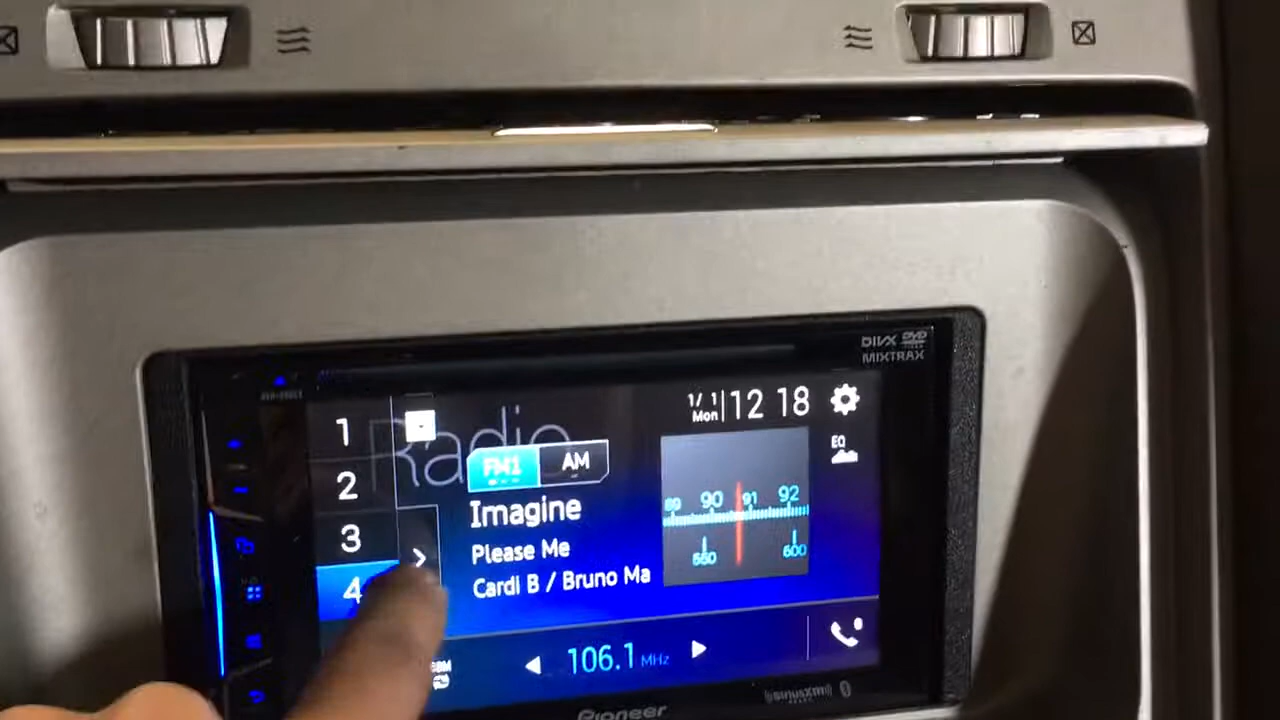 DIVX DVD
MIXTRAX
1/ 1
Mon
12 18
1
2
3
4
Radio
FM1
AM
EQ
Imagine
Please Me
Cardi B / Bruno Ma
89 90 91 92
550 600
106.1 MHz
Pioneer
siriusxm